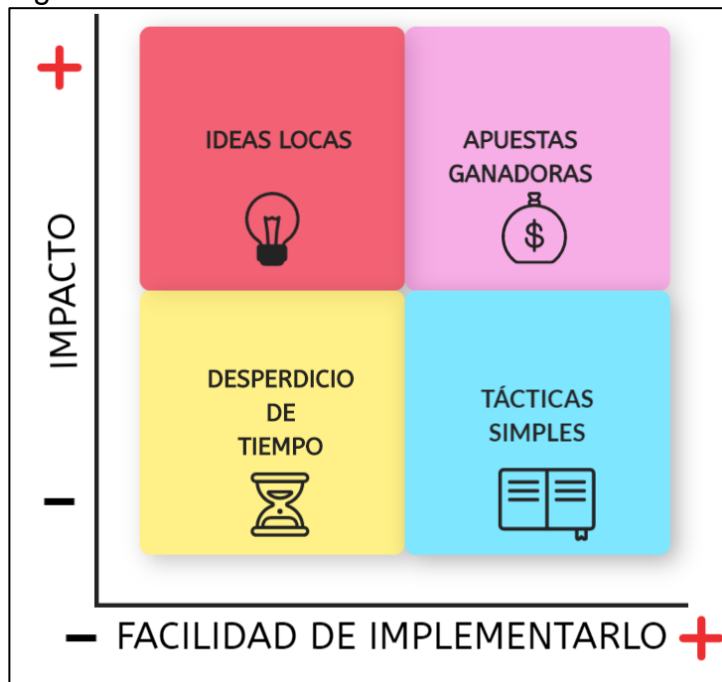 +
IDEAS LOCAS
APUESTAS
GANADORAS
$
IMPACTO
DESPERDICIO
DE
TIEMPO
TÁCTICAS
SIMPLES
-
- FACILIDAD DE IMPLEMENTARLO +